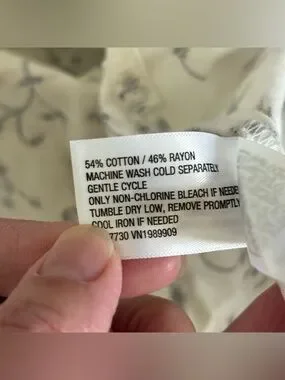 54% COTTON / 46% RAYON
MACHINE WASH COLD SEPARATELY
GENTLE CYCLE
ONLY NON-CHLORINE BLEACH IF NEEDE
TUMBLE DRY LOW, REMOVE PROMPTLY
COOL IRON IF NEEDED
7730 VN1989909